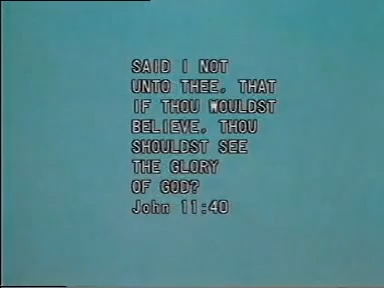 SAID I NOT
UNTO THEE, THAT
IF THOU WOULDST
BELIEVE, THOU
SHOULDST SEE
THE GLORY
OF GOD?
John 11:40